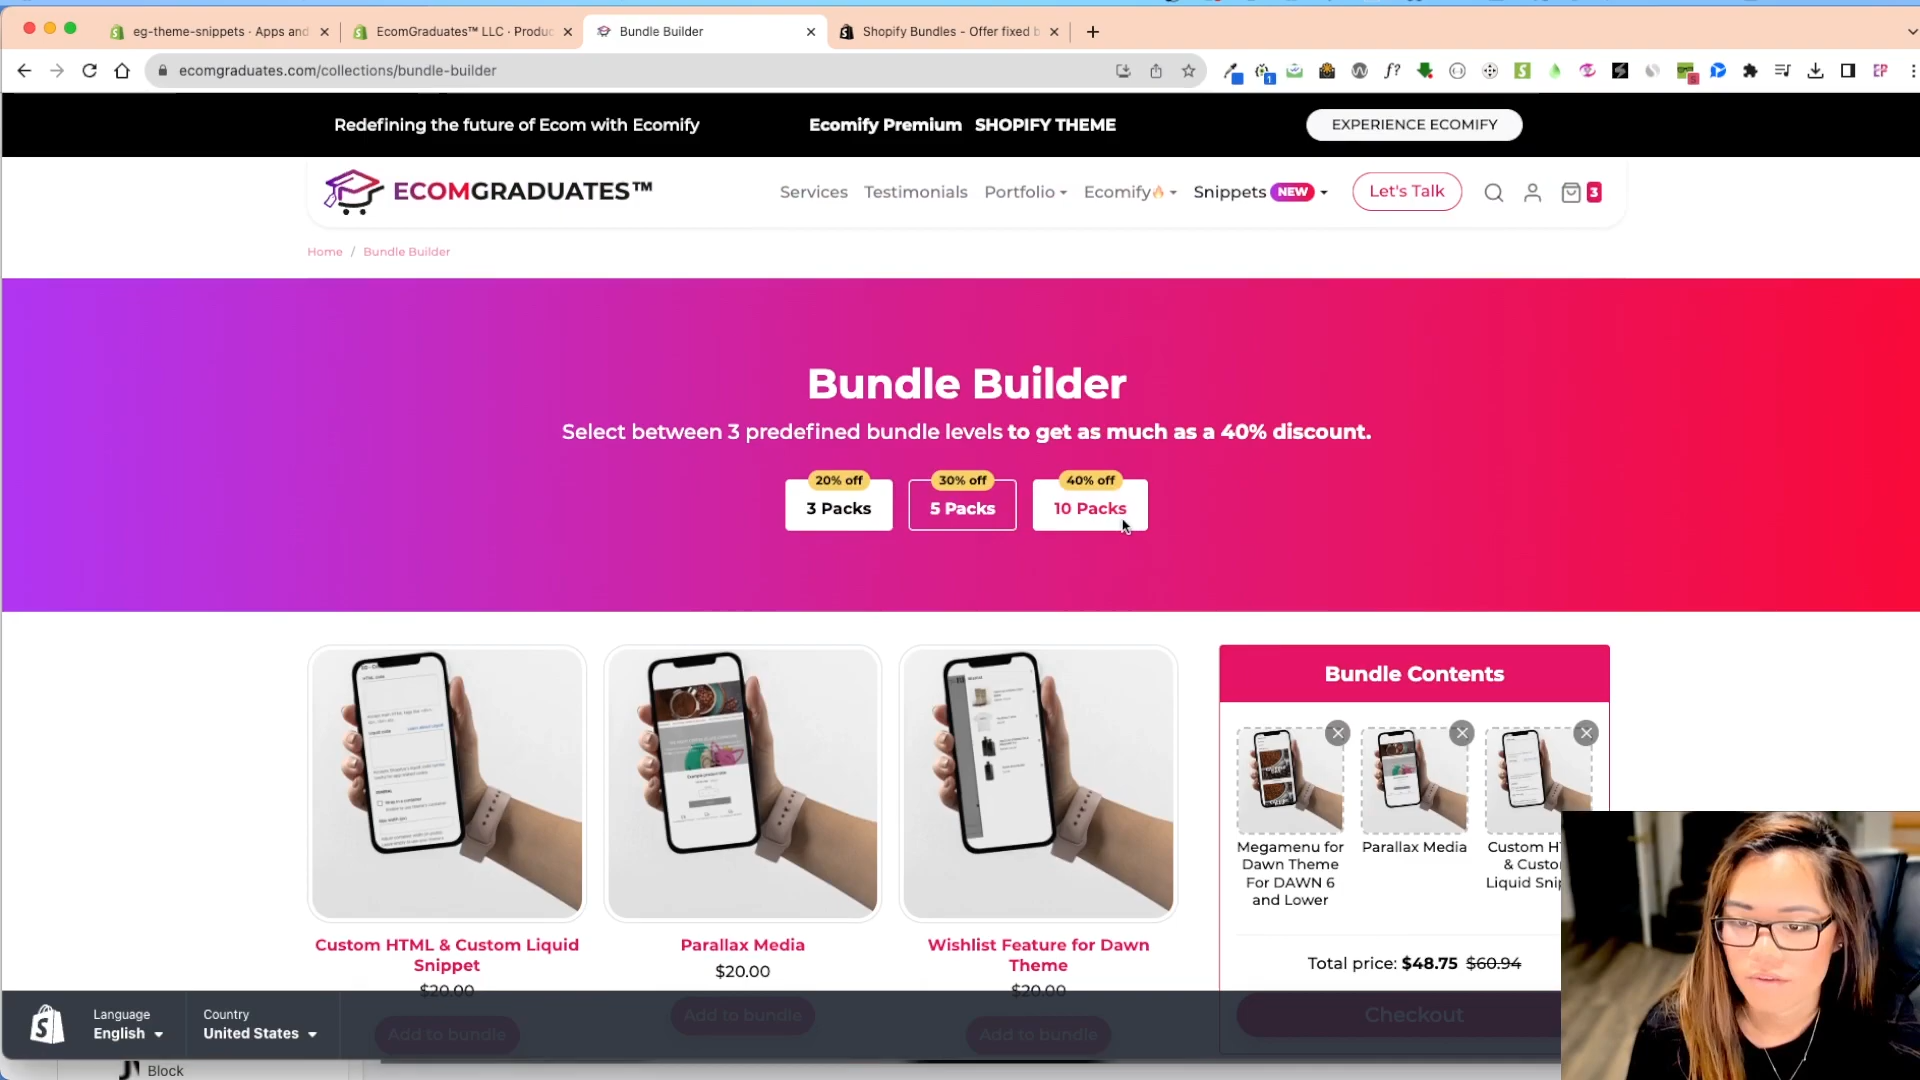 eg-theme-snippets · Apps and
EcomGraduates™ LLC · Produc
Bundle Builder
Shopify Bundles - Offer fixed b
ecomgraduates.com/collections/bundle-builder
Redefining the future of Ecom with Ecomify
Ecomify Premium SHOPIFY THEME
EXPERIENCE ECOMIFY
ECOMGRADUATES™
Services
Testimonials
Portfolio
Ecomify
Snippets NEW
Let's Talk
3
Home / Bundle Builder
Bundle Builder
Select between 3 predefined bundle levels to get as much as a 40% discount.
20% off
3 Packs
30% off
5 Packs
40% off
10 Packs
Custom HTML & Custom Liquid
Snippet
$20.00
Add to bundle
Parallax Media
$20.00
Add to bundle
Wishlist Feature for Dawn
Theme
$20.00
Add to bundle
Bundle Contents
Megamenu for
Dawn Theme
For DAWN 6
and Lower
Parallax Media
Custom HT
& Custo
Liquid Snip
Total price: $48.75 $60.94
Checkout
Language
English
Country
United States
Block